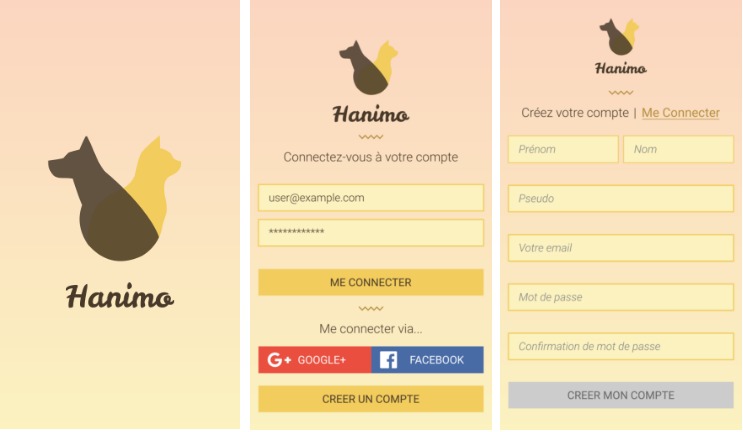 Hanimo
Hanimo
Connectez-vous à votre compte
user@example.com
************
ME CONNECTER
Me connecter via...
G+ GOOGLE+ f FACEBOOK
CREER UN COMPTE
Hanimo
Créez votre compte | Me Connecter
Prénom Nom
Pseudo
Votre email
Mot de passe
Confirmation de mot de passe
CREER MON COMPTE